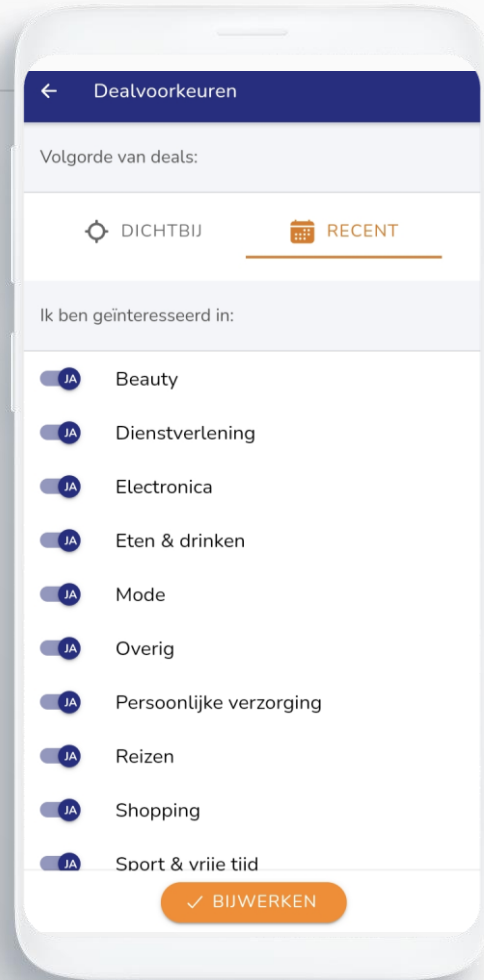 Dealvoorkeuren
Volgorde van deals:
DICHTBIJ RECENT
Ik ben geïnteresseerd in:
JA Beauty
JA Dienstverlening
JA Electronica
JA Eten & drinken
JA Mode
JA Overig
JA Persoonlijke verzorging
JA Reizen
JA Shopping
JA Sport & vrije tijd
BIJWERKEN